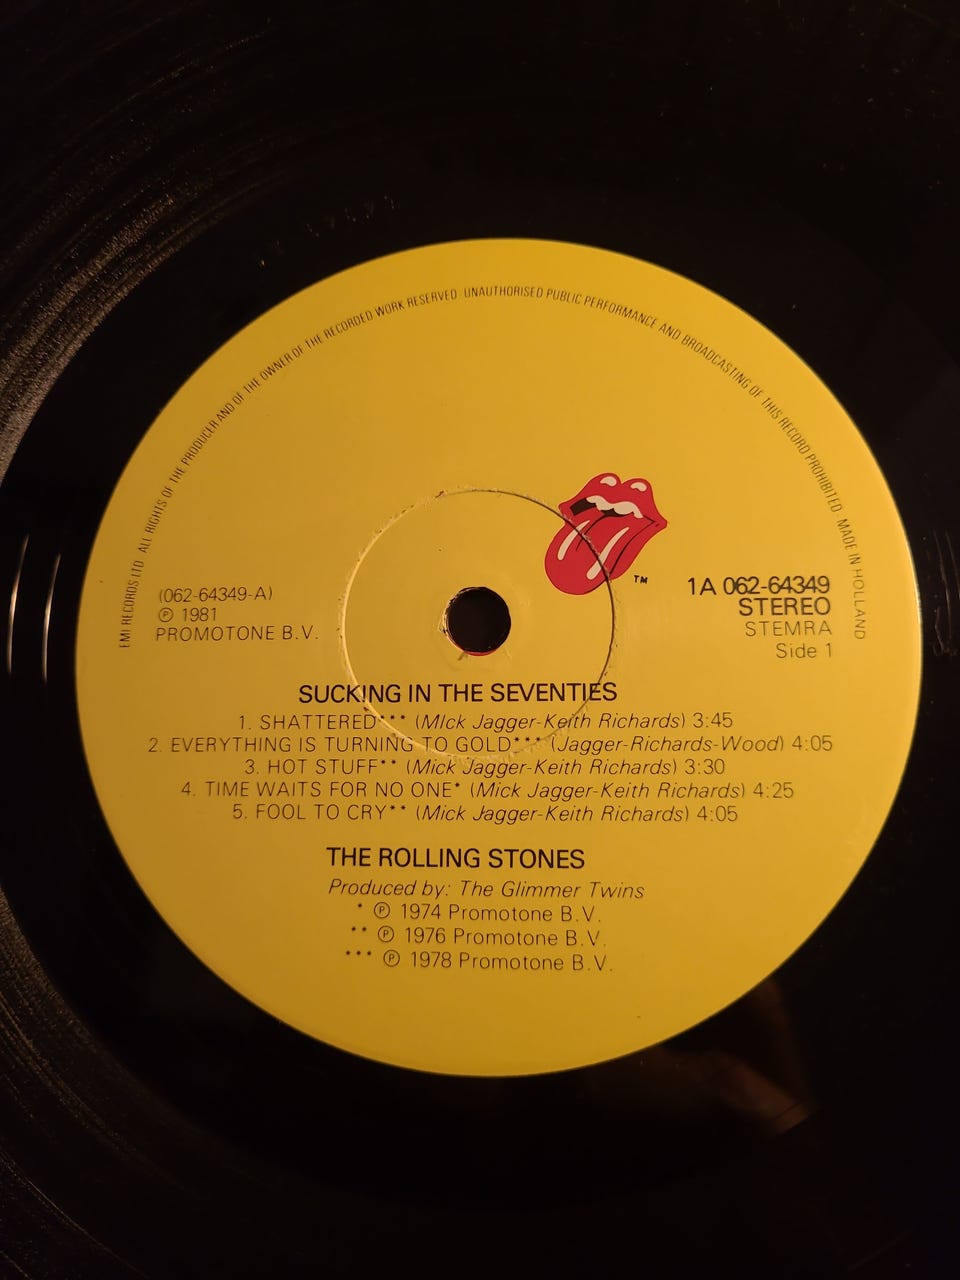 EMI RECORDS LTD. ALL RIGHTS OF THE PRODUCER AND OF THE OWNER OF THE RECORDED WORK RESERVED. UNAUTHORISED PUBLIC PERFORMANCE AND BROADCASTING OF THIS RECORD PROHIBITED. MADE IN HOLLAND
TM
(062-64349-A)
℗ 1981
PROMOTONE B.V.
1A 062-64349
STEREO
STEMRA
Side 1
SUCKING IN THE SEVENTIES
1. SHATTERED*** (MIck Jagger-Keith Richards) 3:45
2. EVERYTHING IS TURNING TO GOLD*** (Jagger-Richards-Wood) 4:05
3. HOT STUFF** (Mick Jagger-Keith Richards) 3:30
4. TIME WAITS FOR NO ONE* (Mick Jagger-Keith Richards) 4:25
5. FOOL TO CRY** (Mick Jagger-Keith Richards) 4:05
THE ROLLING STONES
Produced by: The Glimmer Twins
* ℗ 1974 Promotone B.V.
** ℗ 1976 Promotone B.V.
*** ℗ 1978 Promotone B.V.